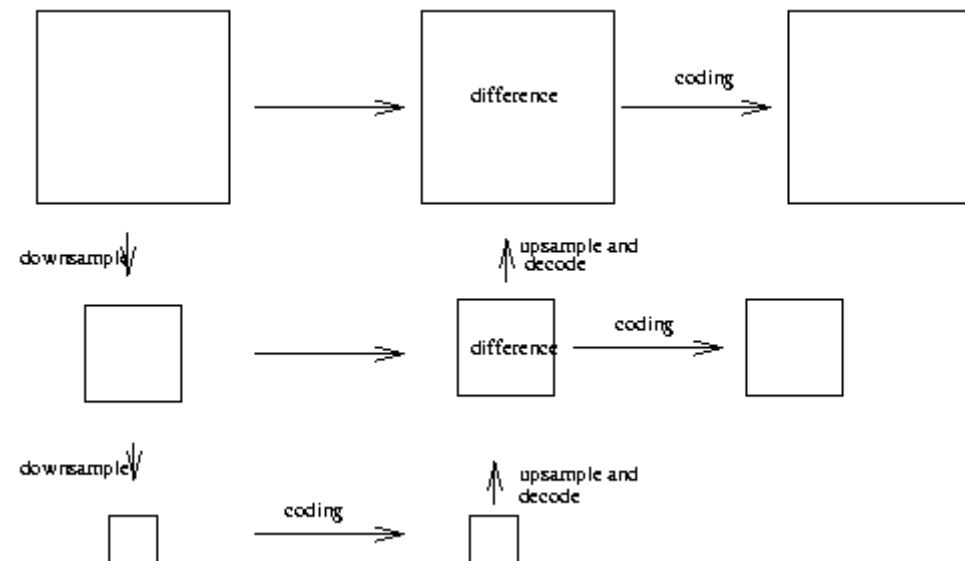 difference
coding
downsample
upsample and
decode
difference
coding
downsample
coding
upsample and
decode